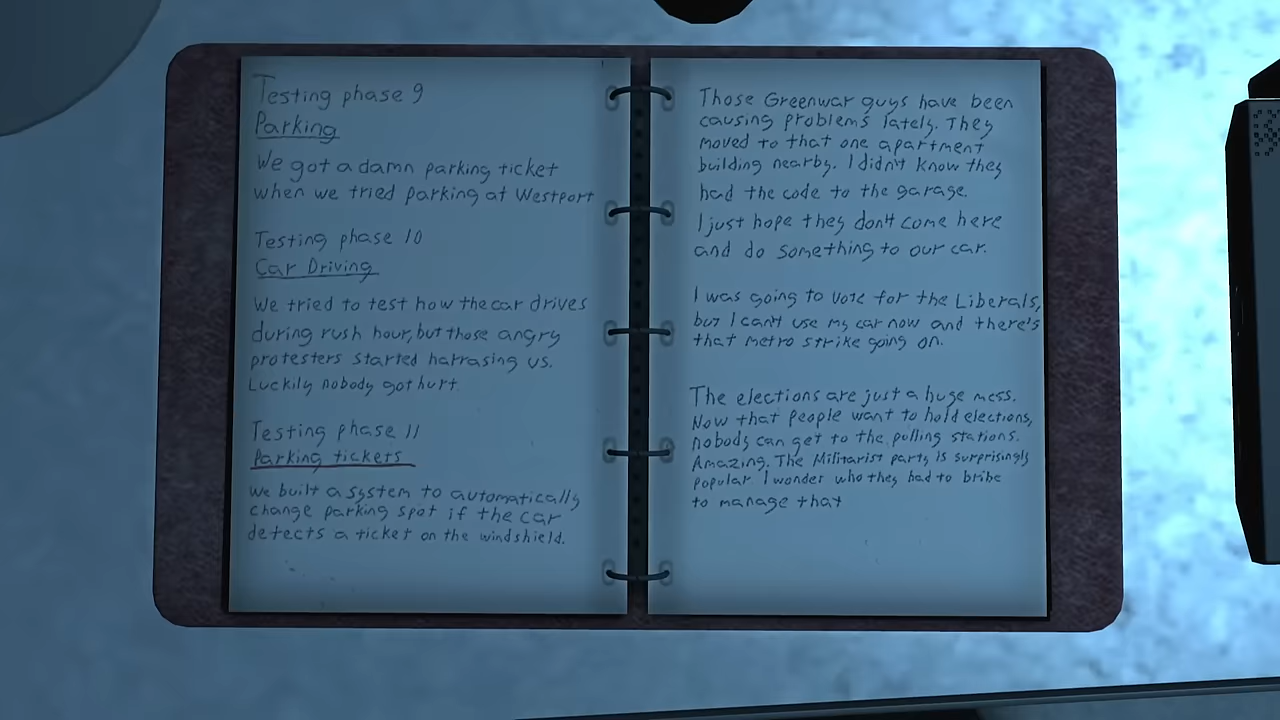 Testing phase 9
Parking
We got a damn parking ticket
when we tried parking at Westport
Testing phase 10
Car Driving
We tried to test how the car drives
during rush hour, but those angry
protesters started harrasing us.
Luckily nobody got hurt.
Testing phase 11
Parking tickets
We built a system to automatically
change parking spot if the car
detects a ticket on the windshield.
Those Greenwar guys have been
causing problems lately. They
moved to that one apartment
building nearby. I didn't know they
had the code to the garage.
I just hope they don't come here
and do something to our car.
I was going to vote for the Liberals,
but I can't use my car now and there's
that metro strike going on.
The elections are just a huge mess.
Now that people want to hold elections,
nobody can get to the polling stations.
Amazing. The Militarist party is surprisingly
popular. I wonder who they had to bribe
to manage that